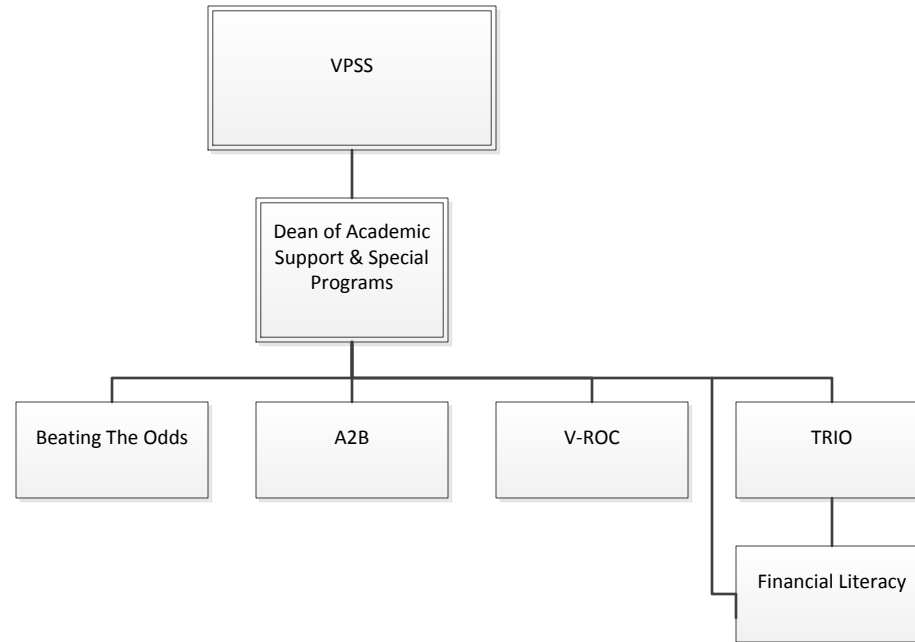 VPSS
Dean of Academic
Support & Special
Programs
Beating The Odds
A2B
V-ROC
TRIO
Financial Literacy